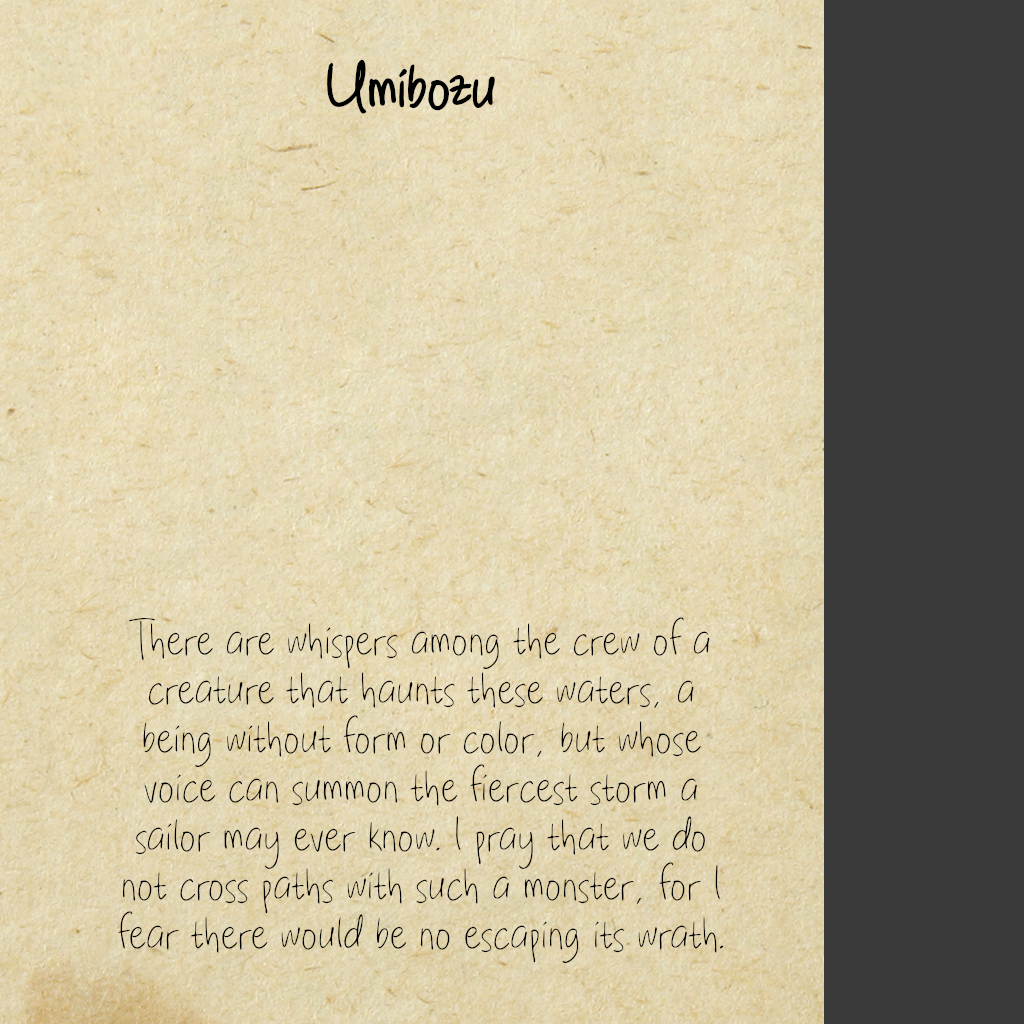 Umibozu
There are whispers among the crew of a
creature that haunts these waters, a
being without form or color, but whose
voice can summon the fiercest storm a
sailor may ever know. I pray that we do
not cross paths with such a monster, for I
fear there would be no escaping its wrath.